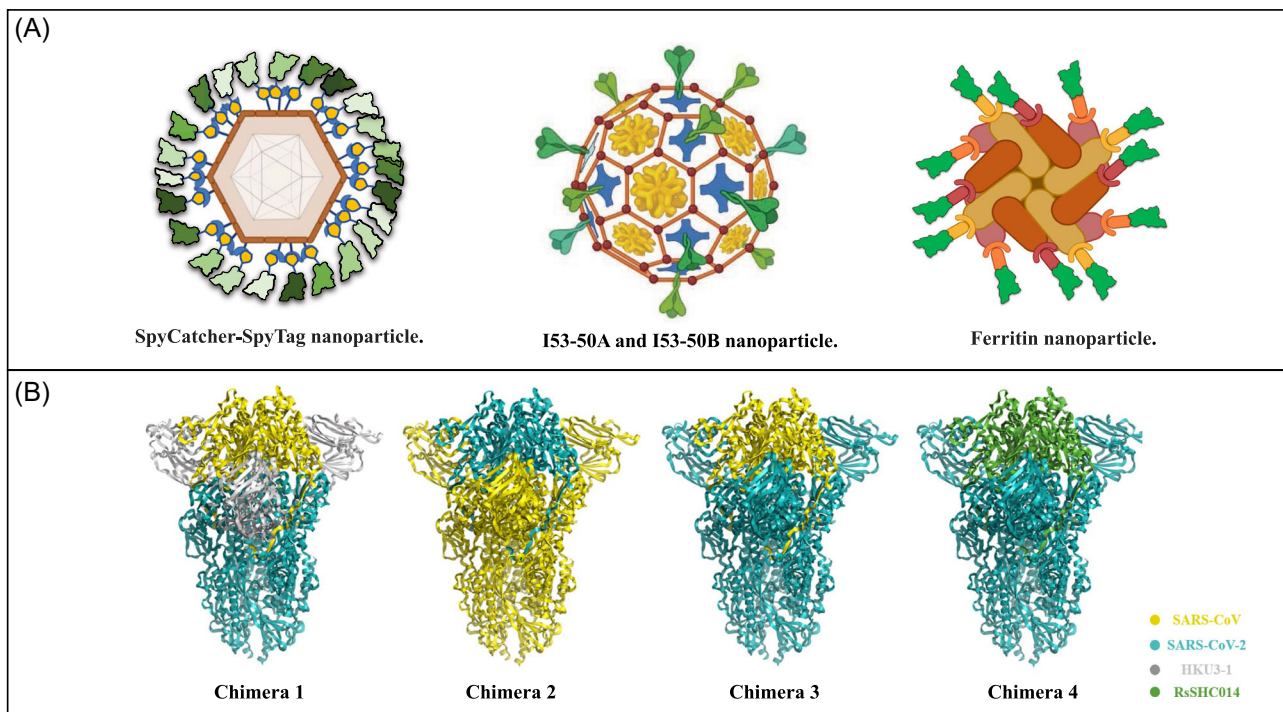 (A)
SpyCatcher-SpyTag nanoparticle.
I53-50A and I53-50B nanoparticle.
Ferritin nanoparticle.
(B)
SARS-CoV
SARS-CoV-2
HKU3-1
RsSHC014
Chimera 1
Chimera 2
Chimera 3
Chimera 4